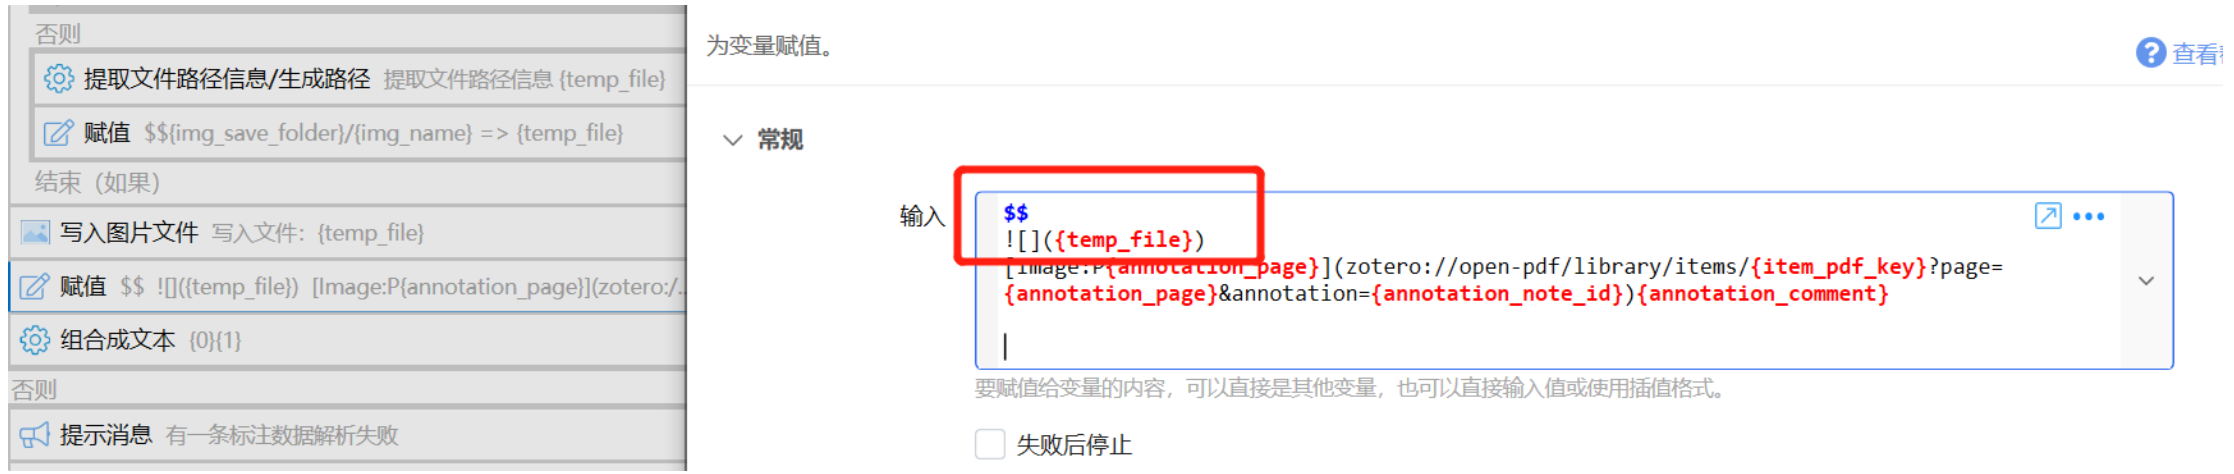 否则
提取文件路径信息/生成路径 提取文件路径信息 {temp_file}
赋值 $${img_save_folder}/{img_name} => {temp_file}
结束（如果）
写入图片文件 写入文件：{temp_file}
赋值 $$ ![]({temp_file}) [Image:P{annotation_page}](zotero:/..
组合成文本 {0}{1}
否则
提示消息 有一条标注数据解析失败
为变量赋值。
? 查看
常规
输入
$$
![]({temp_file})
[Image:P{annotation_page}](zotero://open-pdf/library/items/{item_pdf_key}?page=
{annotation_page}&annotation={annotation_note_id}){annotation_comment}
要赋值给变量的内容，可以直接是其他变量，也可以直接输入值或使用插值格式。
失败后停止